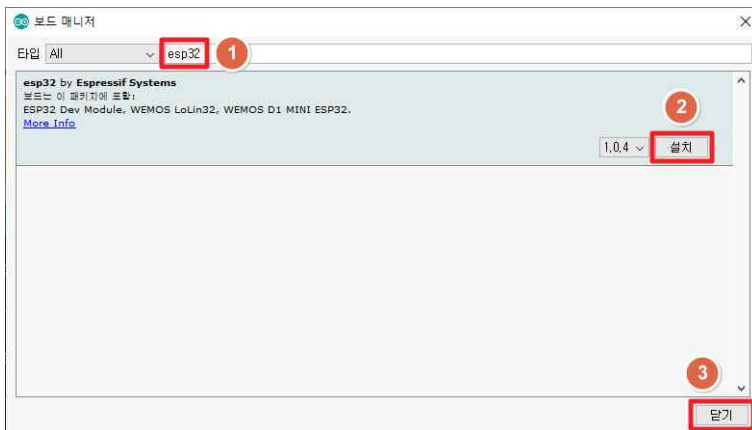 보드 매니저
타입 All esp32 1
esp32 by Espressif Systems
보드는 이 패키지에 포함:
ESP32 Dev Module, WEMOS LoLin32, WEMOS D1 MINI ESP32.
More Info
2
1,0,4 설치
3
닫기